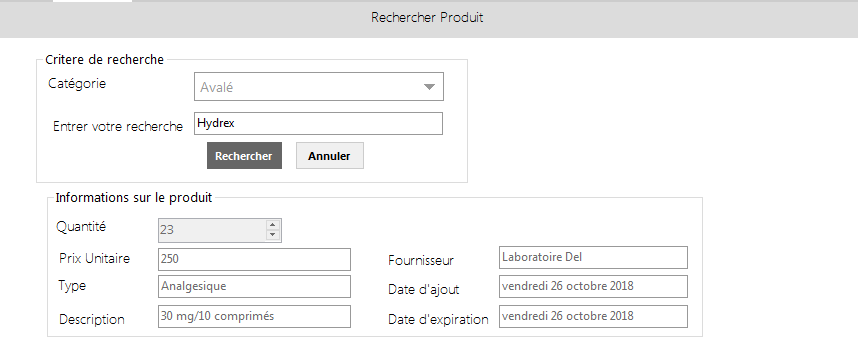 Rechercher Produit
Critere de recherche
Catégorie
Avalé
Entrer votre recherche
Hydrex
Rechercher
Annuler
Informations sur le produit
Quantité
23
Prix Unitaire
250
Fournisseur
Laboratoire Del
Type
Analgesique
Date d'ajout
vendredi 26 octobre 2018
Description
30 mg/10 comprimés
Date d'expiration
vendredi 26 octobre 2018